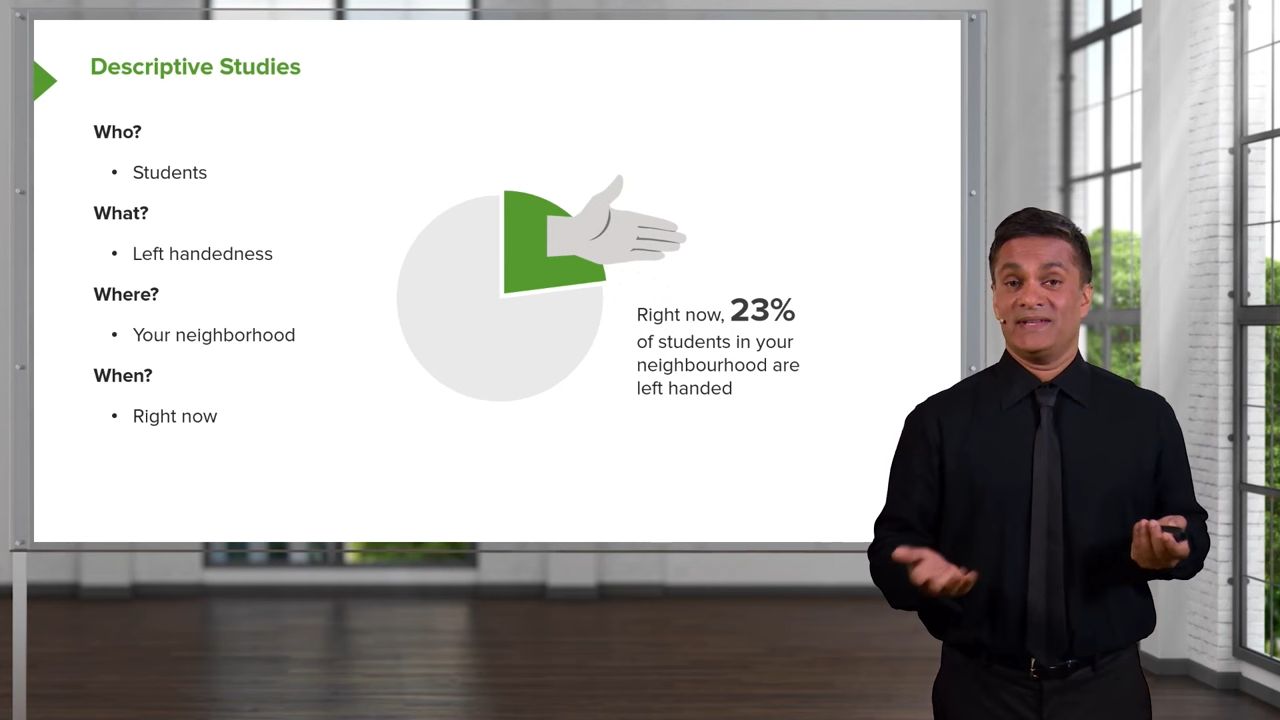 Descriptive Studies
Who?
• Students
What?
• Left handedness
Where?
• Your neighborhood
When?
• Right now
Right now, 23%
of students in your
neighbourhood are
left handed